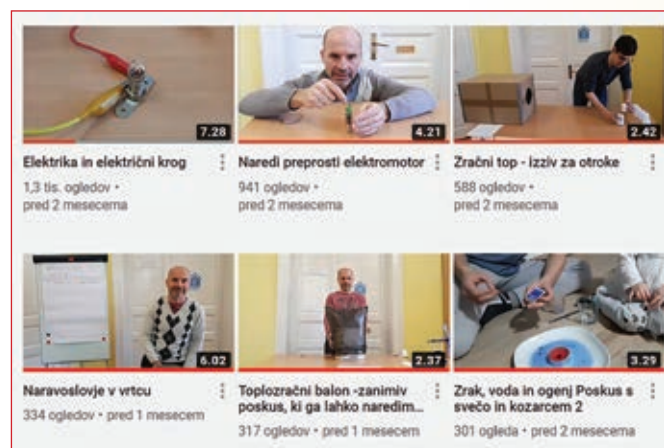 7.28
4.21
2.42
Elektrika in električni krog
Naredi preprosti elektromotor
Zračni top - izziv za otroke
1,3 tis. ogledov •
pred 2 mesecema
941 ogledov •
pred 2 mesecema
588 ogledov •
pred 2 mesecema
6.02
2.37
3.29
Naravoslovje v vrtcu
334 ogledov • pred 1 mesecem
Toplozračni balon -zanimiv
poskus, ki ga lahko naredim...
317 ogledov • pred 1 mesecem
Zrak, voda in ogenj Poskus s
svečo in kozarcem 2
301 ogleda • pred 2 mesecema